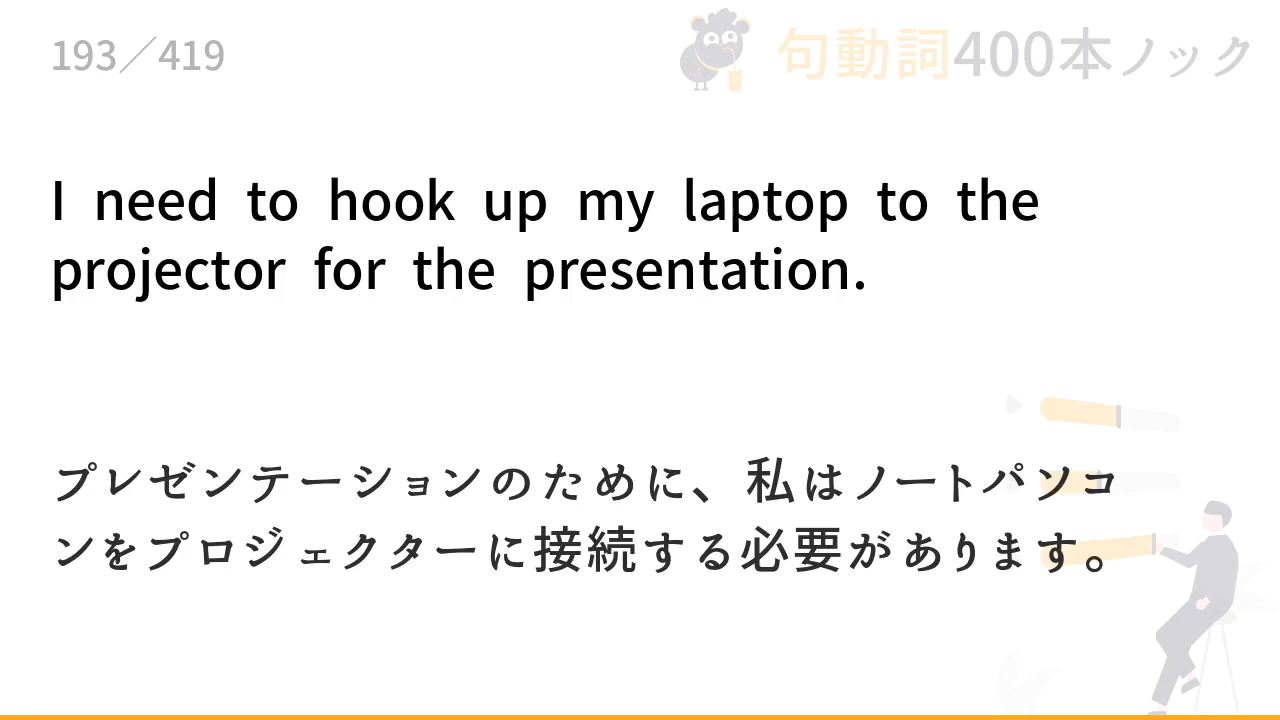 193／419
句動詞400本ノック
I need to hook up my laptop to the
projector for the presentation.
プレゼンテーションのために、私はノートパソコ
ンをプロジェクターに接続する必要があります。